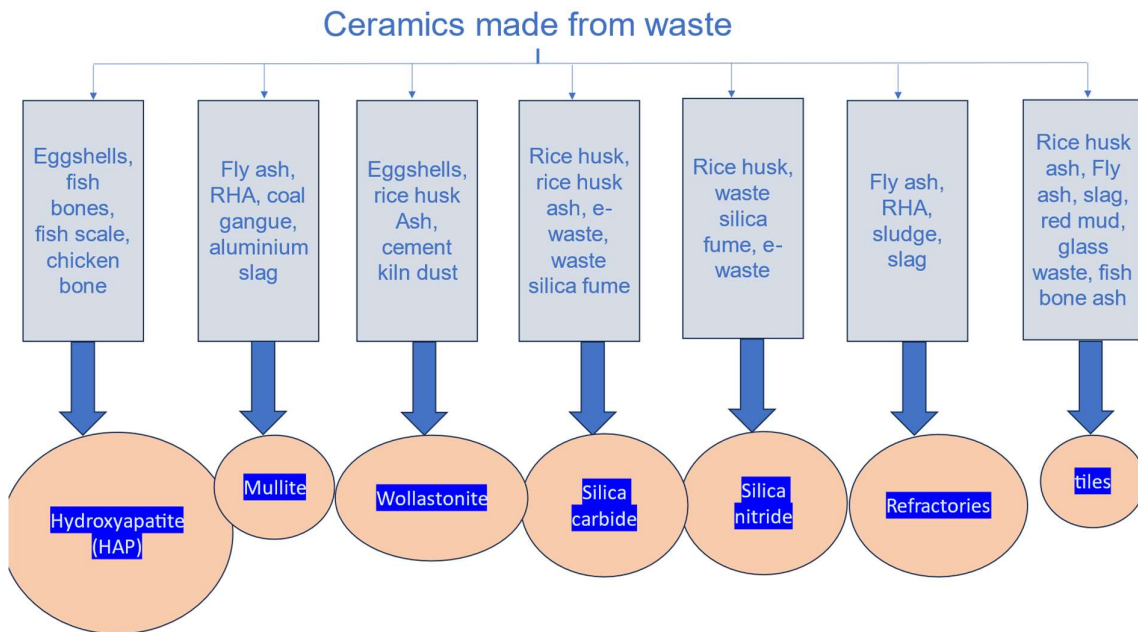 Ceramics made from waste
Eggshells,
fish
bones,
fish scale,
chicken
bone
Fly ash,
RHA, coal
gangue,
aluminium
slag
Eggshells,
rice husk
Ash,
cement
kiln dust
Rice husk,
rice husk
ash, e-
waste,
waste
silica fume
Rice husk,
waste
silica
fume, e-
waste
Fly ash,
RHA,
sludge,
slag
Rice husk
ash, Fly
ash, slag,
red mud,
glass
waste, fish
bone ash
Hydroxyapatite
(HAP)
Mullite
Wollastonite
Silica
carbide
Silica
nitride
Refractories
tiles